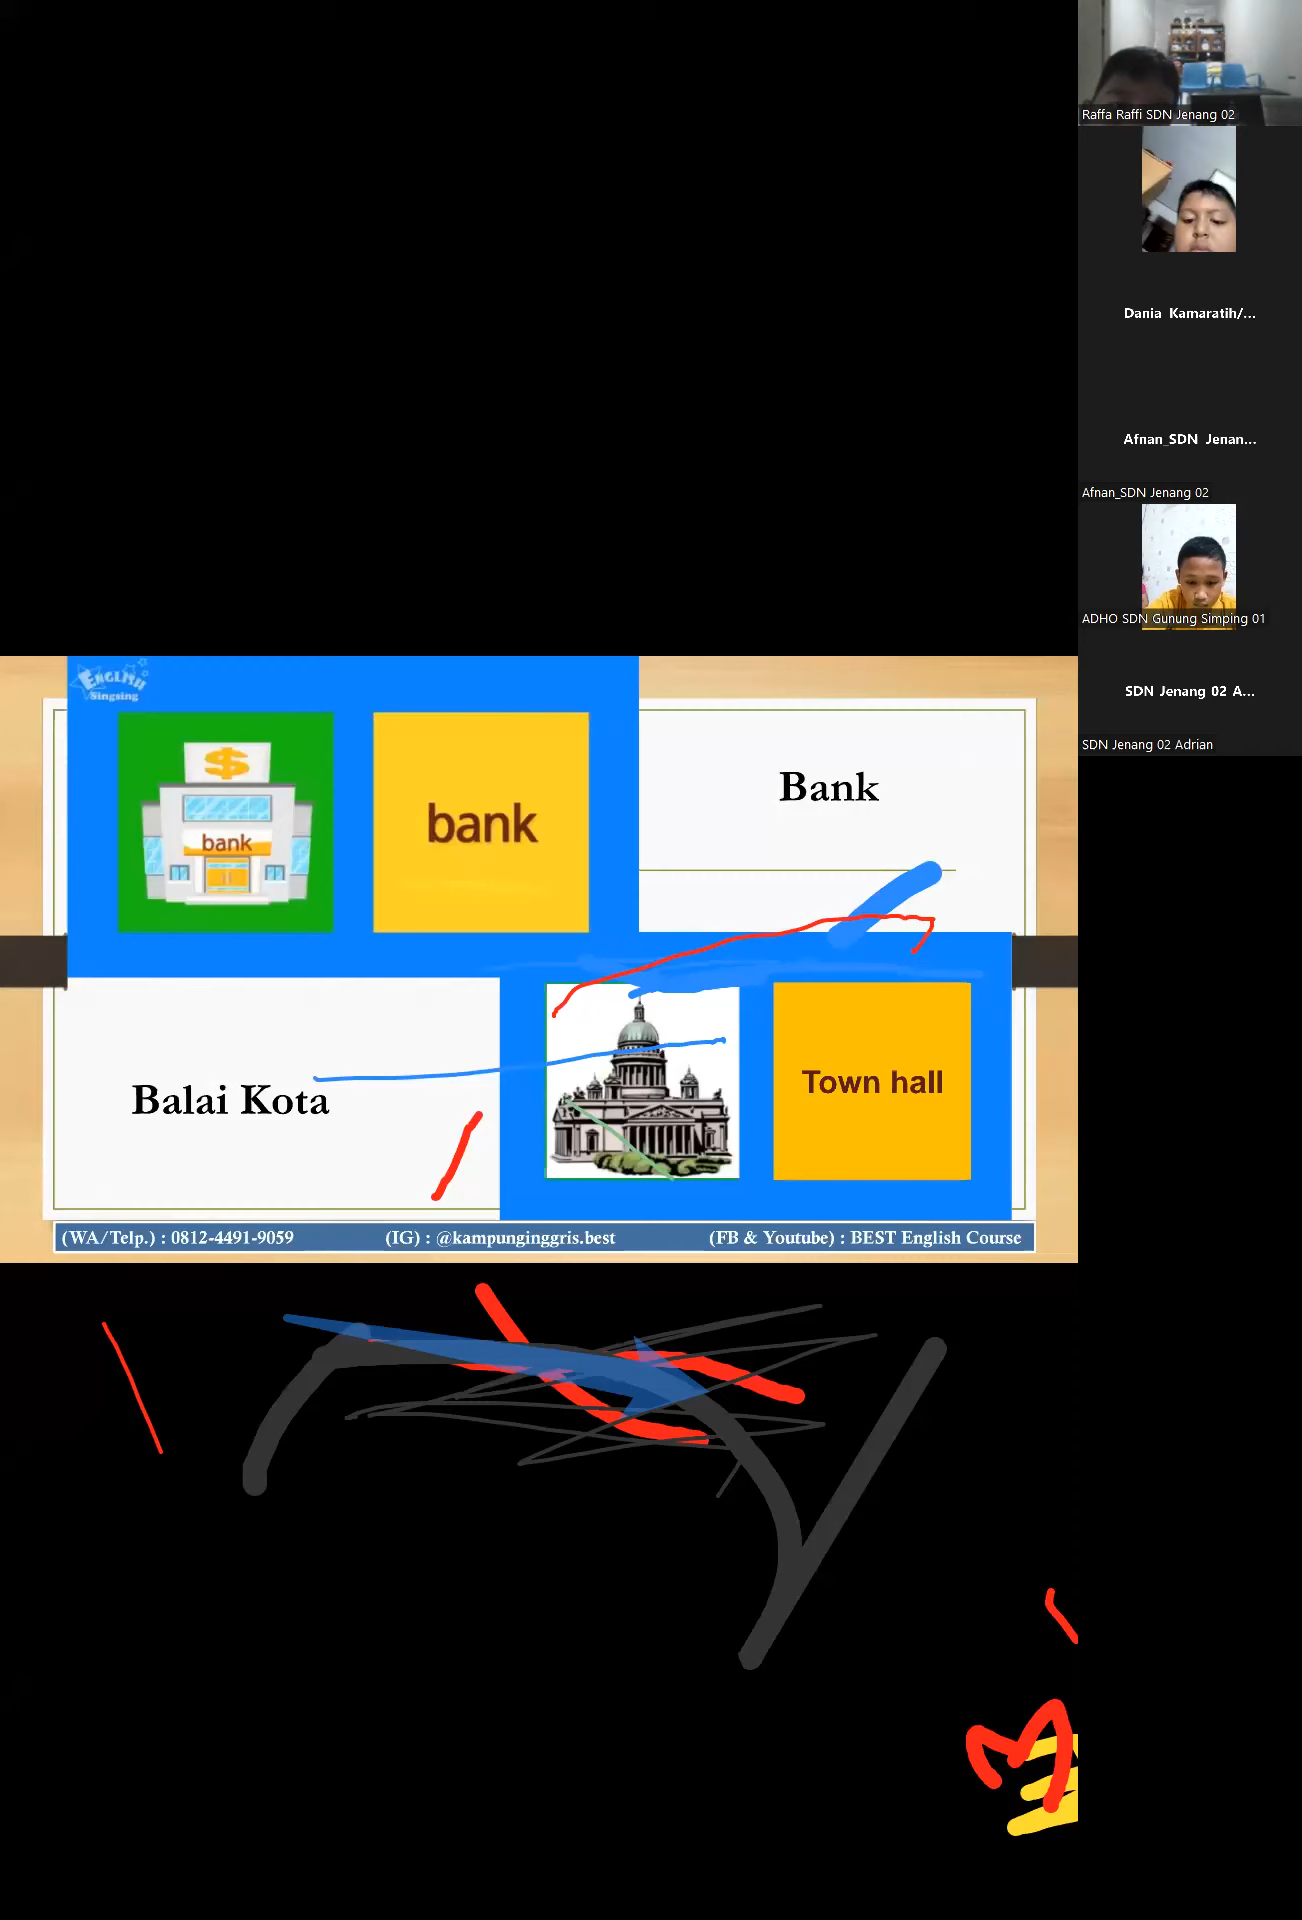 Raffa Raffi SDN Jenang 02
Dania Kamaratih/...
Afnan_SDN Jenan...
Afnan_SDN Jenang 02
ADHO SDN Gunung Simping 01
SDN Jenang 02 A...
SDN Jenang 02 Adrian
ENGLISH
Singsing
$
bank
bank
Bank
Balai Kota
Town hall
(WA/Telp.) : 0812-4491-9059
(IG) : @kampunginggris.best
(FB & Youtube) : BEST English Course